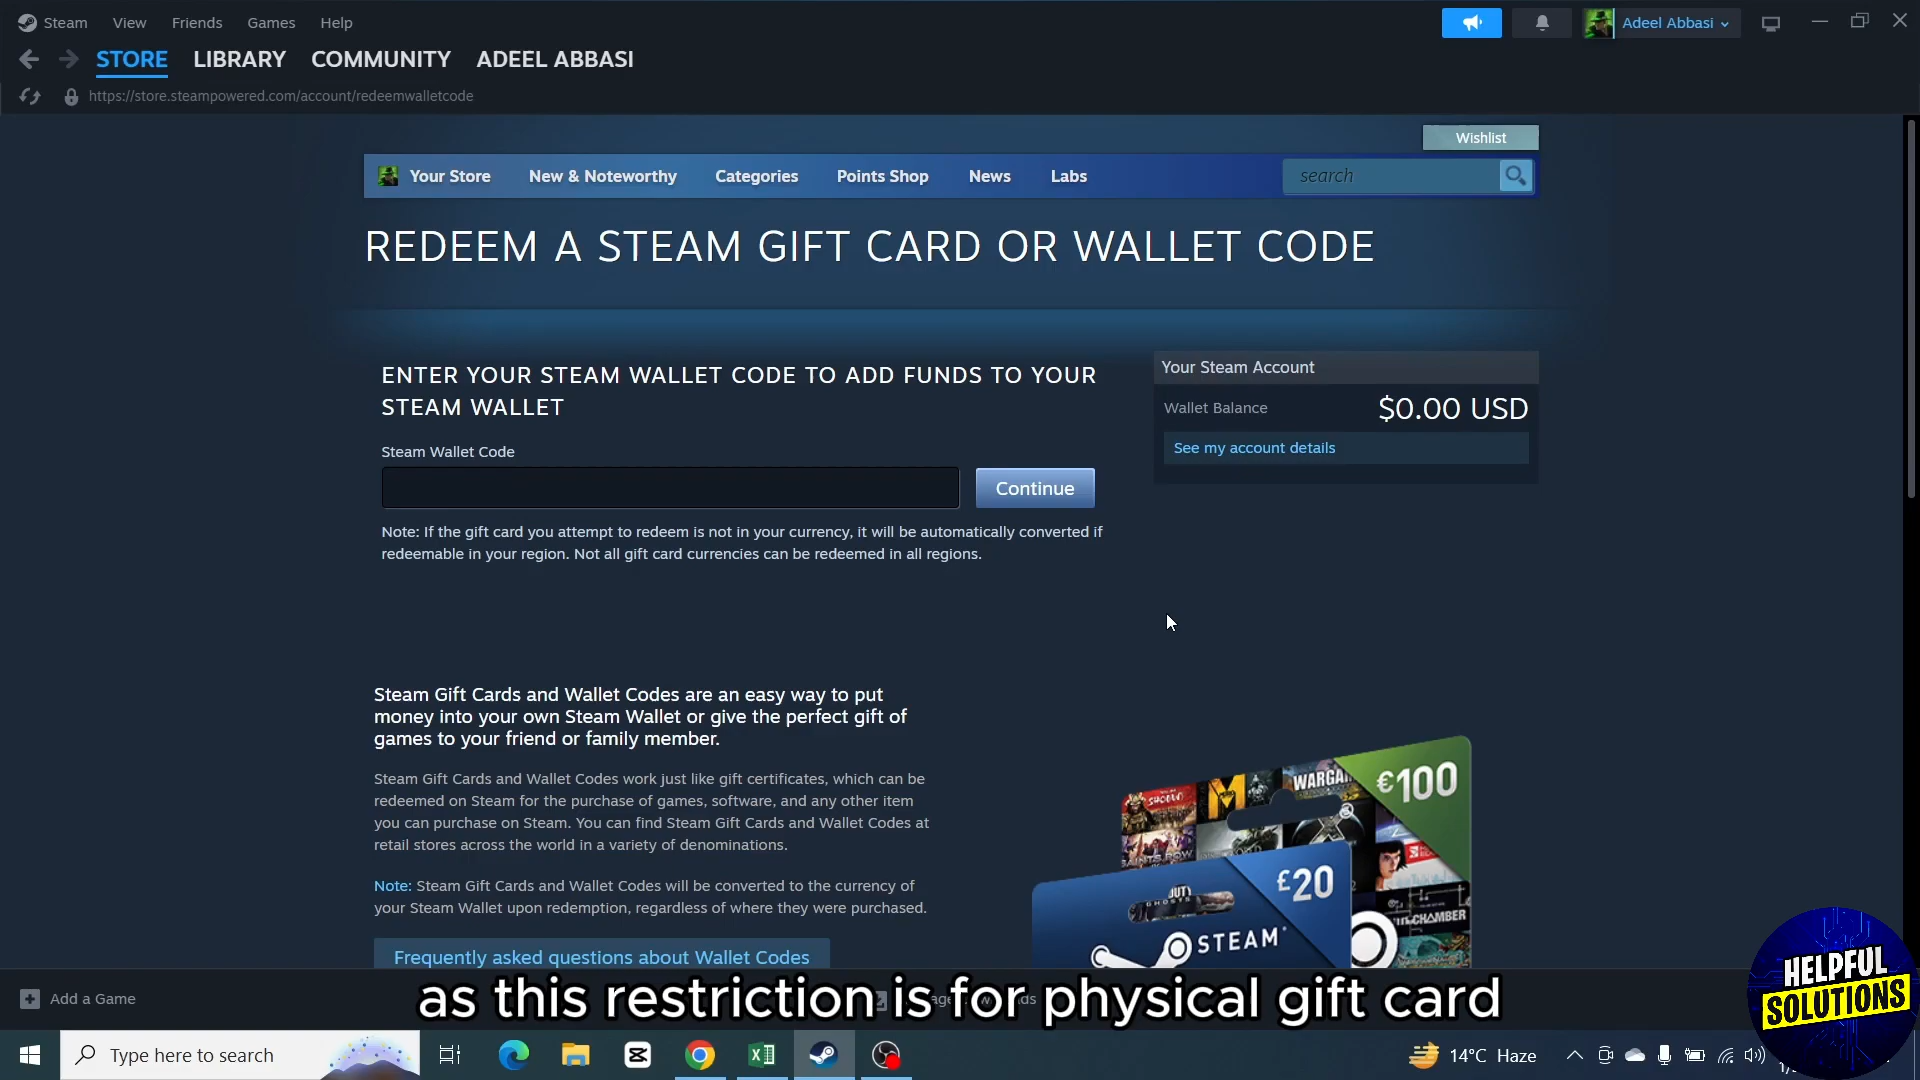 Steam View Friends Games Help
Adeel Abbasi
STORE LIBRARY COMMUNITY ADEEL ABBASI
https://store.steampowered.com/account/redeemwalletcode
Wishlist
Your Store New & Noteworthy Categories Points Shop News Labs
search
REDEEM A STEAM GIFT CARD OR WALLET CODE
ENTER YOUR STEAM WALLET CODE TO ADD FUNDS TO YOUR
STEAM WALLET
Steam Wallet Code
Continue
Note: If the gift card you attempt to redeem is not in your currency, it will be automatically converted if
redeemable in your region. Not all gift card currencies can be redeemed in all regions.
Your Steam Account
Wallet Balance $0.00 USD
See my account details
Steam Gift Cards and Wallet Codes are an easy way to put
money into your own Steam Wallet or give the perfect gift of
games to your friend or family member.
Steam Gift Cards and Wallet Codes work just like gift certificates, which can be
redeemed on Steam for the purchase of games, software, and any other item
you can purchase on Steam. You can find Steam Gift Cards and Wallet Codes at
retail stores across the world in a variety of denominations.
Note: Steam Gift Cards and Wallet Codes will be converted to the currency of
your Steam Wallet upon redemption, regardless of where they were purchased.
Frequently asked questions about Wallet Codes
€100
£20
STEAM
Add a Game
as this restriction is for physical gift card
HELPFUL
SOLUTIONS
Type here to search
14°C Haze